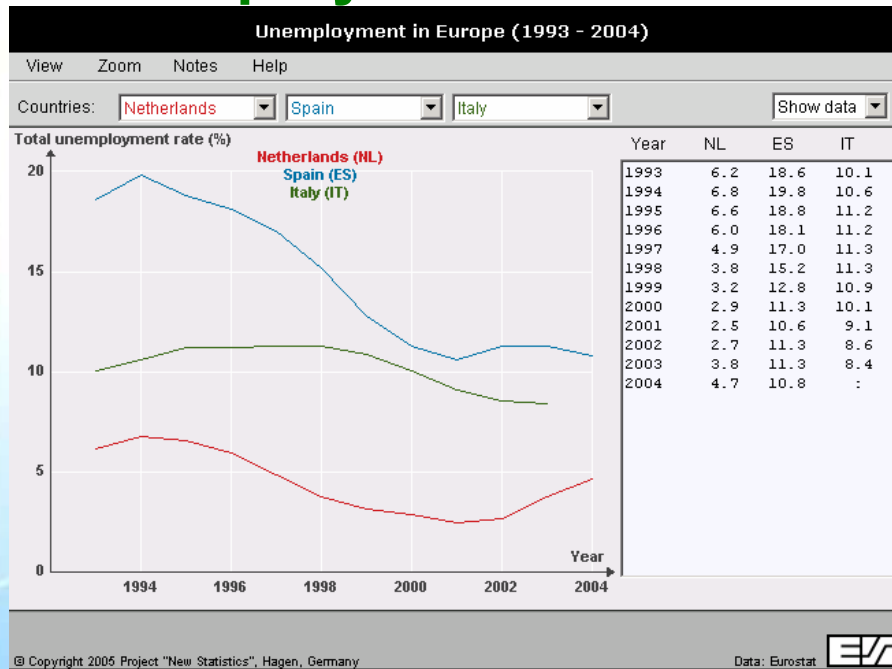 Unemployment in Europe (1993 - 2004)
View Zoom Notes Help
Countries: Netherlands Spain Italy Show data
Total unemployment rate (%)
Netherlands (NL)
Spain (ES)
Italy (IT)
20
15
10
5
0
Year
1994 1996 1998 2000 2002 2004
Year NL ES IT
1993 6.2 18.6 10.1
1994 6.8 19.8 10.6
1995 6.6 18.8 11.2
1996 6.0 18.1 11.2
1997 4.9 17.0 11.3
1998 3.8 15.2 11.3
1999 3.2 12.8 10.9
2000 2.9 11.3 10.1
2001 2.5 10.6 9.1
2002 2.7 11.3 8.6
2003 3.8 11.3 8.4
2004 4.7 10.8 :
© Copyright 2005 Project "New Statistics", Hagen, Germany
Data: Eurostat